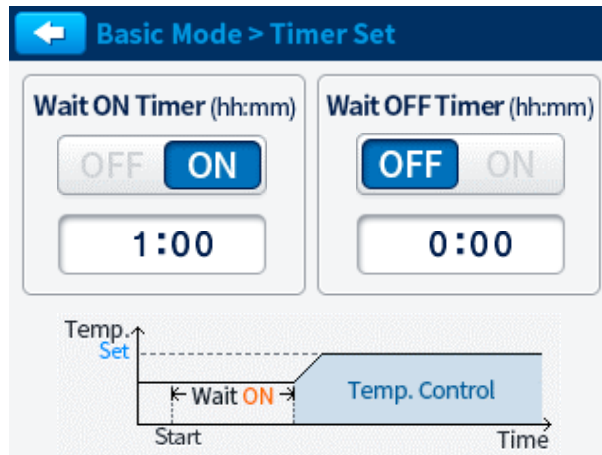 Basic Mode > Timer Set
Wait ON Timer (hh:mm)
OFF ON
1:00
Wait OFF Timer (hh:mm)
OFF ON
0:00
Temp.
Set
Wait ON
Temp. Control
Start
Time